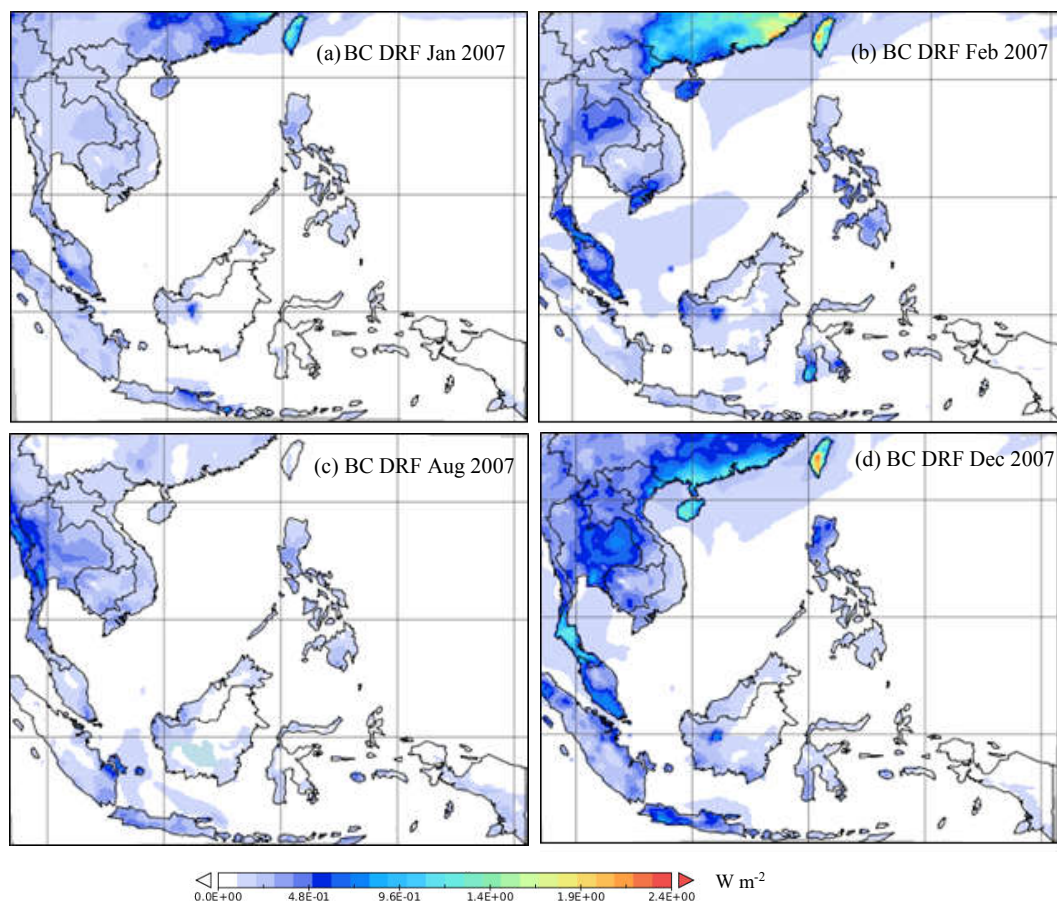 (a) BC DRF Jan 2007
(b) BC DRF Feb 2007
(c) BC DRF Aug 2007
(d) BC DRF Dec 2007
0.0E+00 4.8E-01 9.6E-01 1.4E+00 1.9E+00 2.4E+00 W m-2